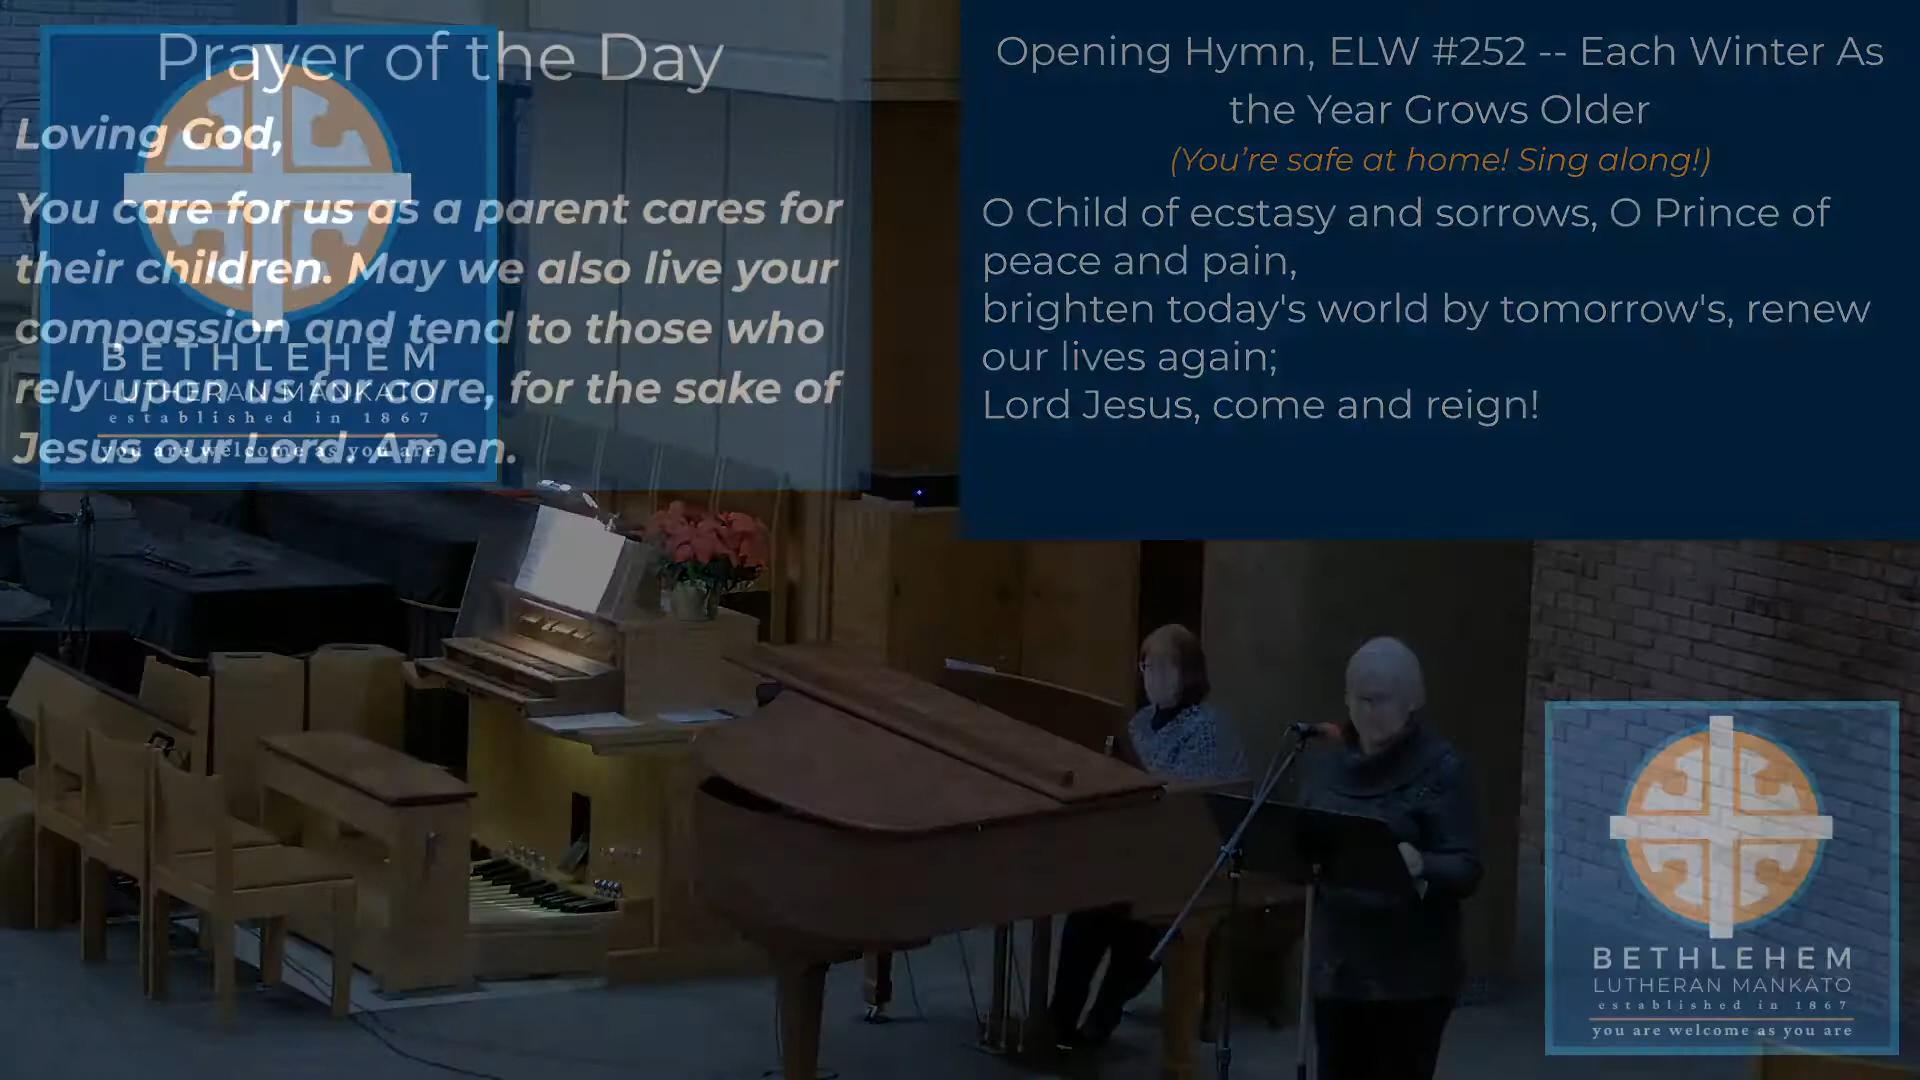 Prayer of the Day
Loving God,
You care for us as a parent cares for
their children. May we also live your
compassion and tend to those who
rely upon us for care, for the sake of
Jesus our Lord. Amen.
BETHLEHEM
LUTHERAN MANKATO
established in 1867
you are welcome as you are
Opening Hymn, ELW #252 -- Each Winter As
the Year Grows Older
(You're safe at home! Sing along!)
O Child of ecstasy and sorrows, O Prince of
peace and pain,
brighten today's world by tomorrow's, renew
our lives again;
Lord Jesus, come and reign!
BETHLEHEM
LUTHERAN MANKATO
established in 1867
you are welcome as you are